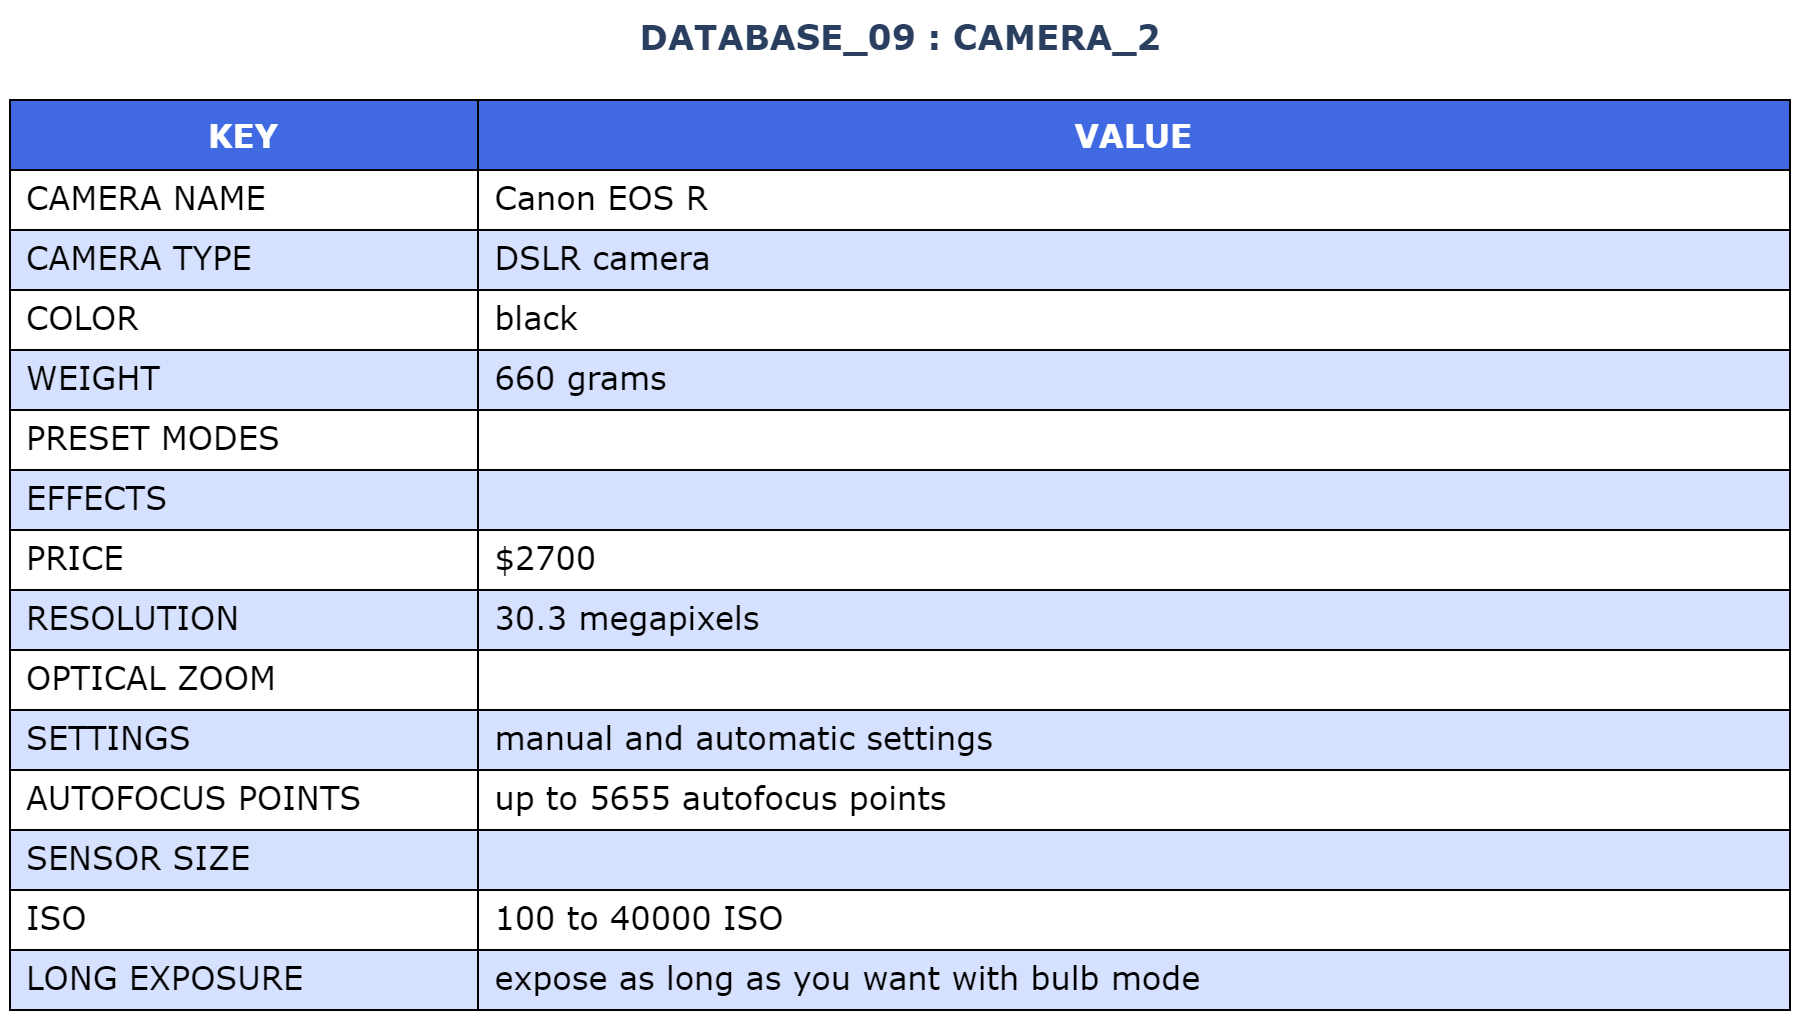 DATABASE_09 : CAMERA_2
KEY VALUE
CAMERA NAME Canon EOS R
CAMERA TYPE DSLR camera
COLOR black
WEIGHT 660 grams
PRESET MODES
EFFECTS
PRICE $2700
RESOLUTION 30.3 megapixels
OPTICAL ZOOM
SETTINGS manual and automatic settings
AUTOFOCUS POINTS up to 5655 autofocus points
SENSOR SIZE
ISO 100 to 40000 ISO
LONG EXPOSURE expose as long as you want with bulb mode